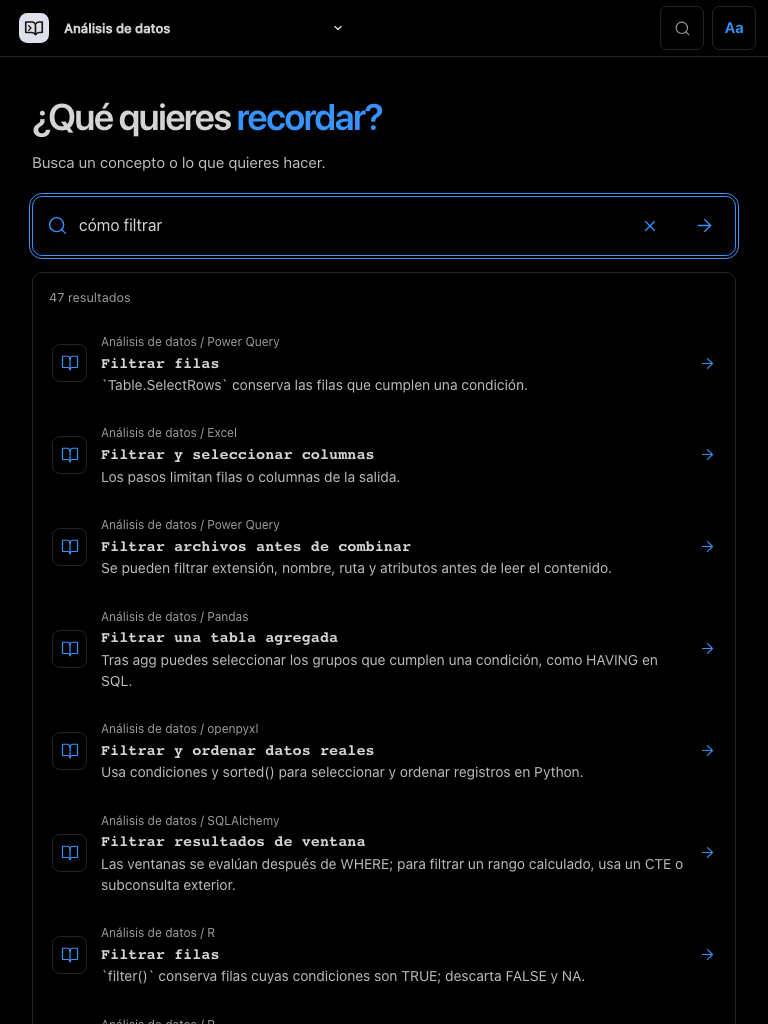 Análisis de datos
Aa
¿Qué quieres recordar?
Busca un concepto o lo que quieres hacer.
cómo filtrar
47 resultados
Análisis de datos / Power Query
Filtrar filas
`Table.SelectRows` conserva las filas que cumplen una condición.
Análisis de datos / Excel
Filtrar y seleccionar columnas
Los pasos limitan filas o columnas de la salida.
Análisis de datos / Power Query
Filtrar archivos antes de combinar
Se pueden filtrar extensión, nombre, ruta y atributos antes de leer el contenido.
Análisis de datos / Pandas
Filtrar una tabla agregada
Tras agg puedes seleccionar los grupos que cumplen una condición, como HAVING en
SQL.
Análisis de datos / openpyxl
Filtrar y ordenar datos reales
Usa condiciones y sorted() para seleccionar y ordenar registros en Python.
Análisis de datos / SQLAlchemy
Filtrar resultados de ventana
Las ventanas se evalúan después de WHERE; para filtrar un rango calculado, usa un CTE o
subconsulta exterior.
Análisis de datos / R
Filtrar filas
`filter()` conserva filas cuyas condiciones son TRUE; descarta FALSE y NA.
Análisis de datos / R